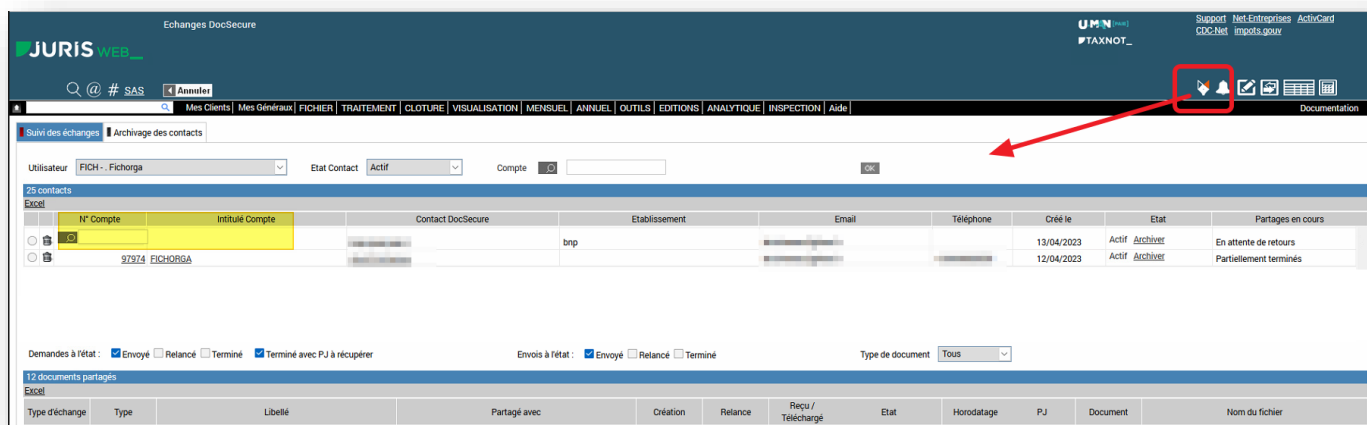 Echanges DocSecure
U.M-N [PAM]
Support Net-Entreprises ActivCard
CDC-Net impots.gouv
TAXNOT_
JURIS WEB_
@ # SAS Annuler
Mes Clients | Mes Généraux | FICHIER | TRAITEMENT | CLOTURE | VISUALISATION | MENSUEL | ANNUEL | OUTILS | EDITIONS | ANALYTIQUE | INSPECTION | Aide | Documentation
Suivi des échanges Archivage des contacts
Utilisateur FICH - . Fichorga Etat Contact Actif Compte OK
25 contacts
Excel
N° Compte Intitulé Compte Contact DocSecure Etablissement Email Téléphone Créé le Etat Partages en cours
bnp 13/04/2023 Actif Archiver En attente de retours
97974 FICHORGA 12/04/2023 Actif Archiver Partiellement terminés
Demandes à l'état : Envoyé Relancé Terminé Terminé avec PJ à récupérer Envois à l'état : Envoyé Relancé Terminé Type de document Tous
12 documents partagés
Excel
Type d'échange Type Libellé Partagé avec Création Relance Reçu / Téléchargé Etat Horodatage PJ Document Nom du fichier